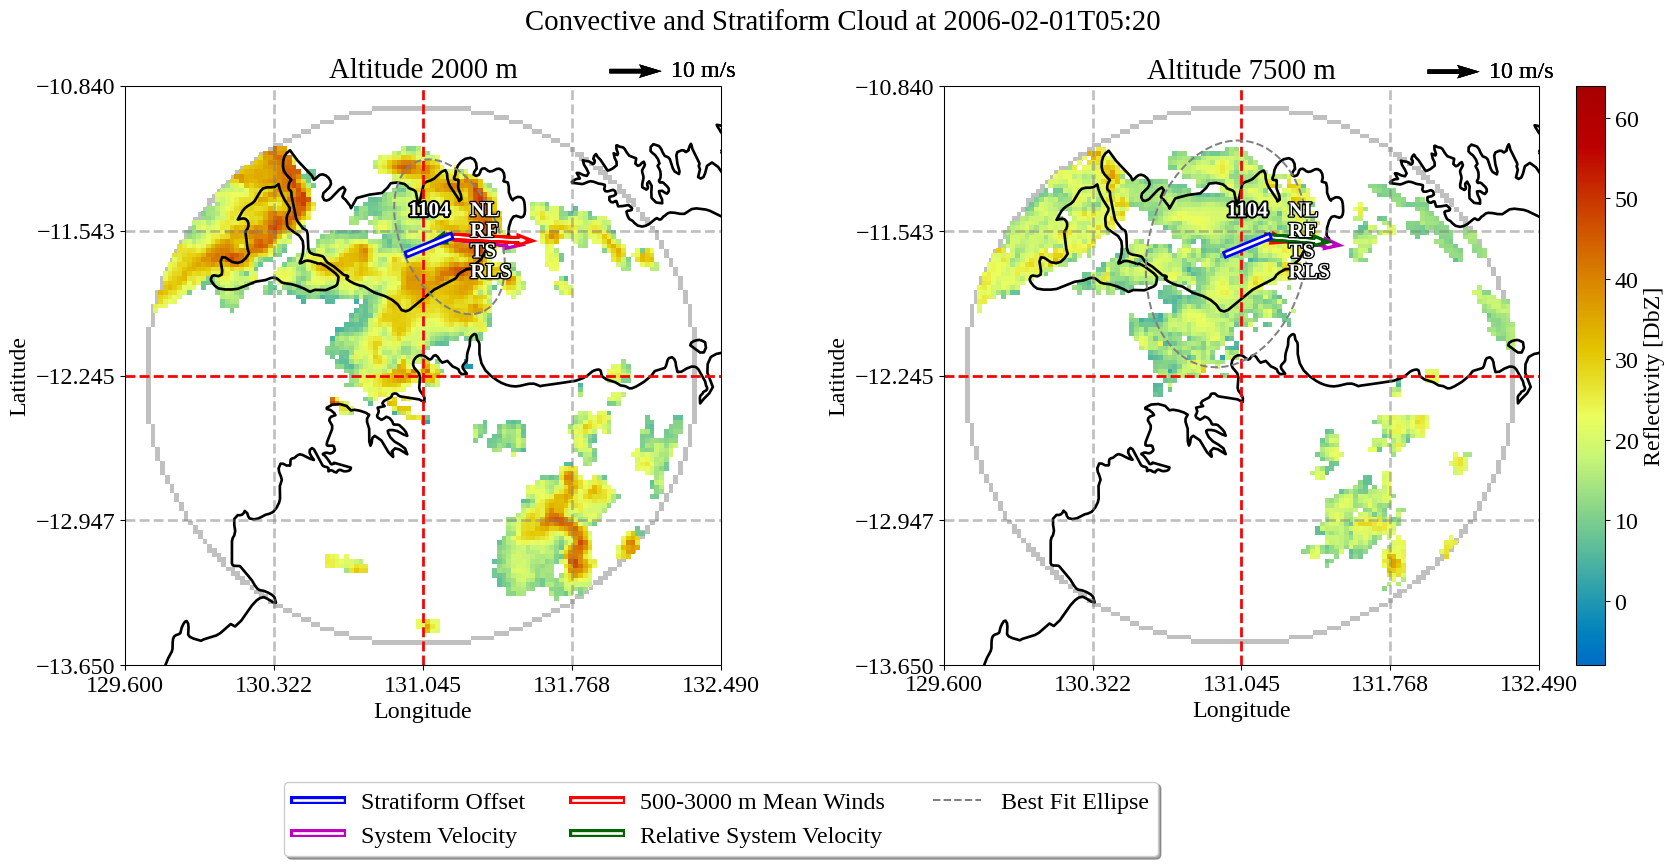 Convective and Stratiform Cloud at 2006-02-01T05:20
Altitude 2000 m
10 m/s
−10.840
−11.543
−12.245
−12.947
−13.650
Latitude
129.600
130.322
131.045
131.768
132.490
Longitude
1104
NL
RF
TS
RLS
Altitude 7500 m
10 m/s
−10.840
−11.543
−12.245
−12.947
−13.650
Latitude
129.600
130.322
131.045
131.768
132.490
Longitude
1104
NL
RF
TS
RLS
60
50
40
30
20
10
0
Reflectivity [DbZ]
Stratiform Offset
System Velocity
500-3000 m Mean Winds
Relative System Velocity
Best Fit Ellipse